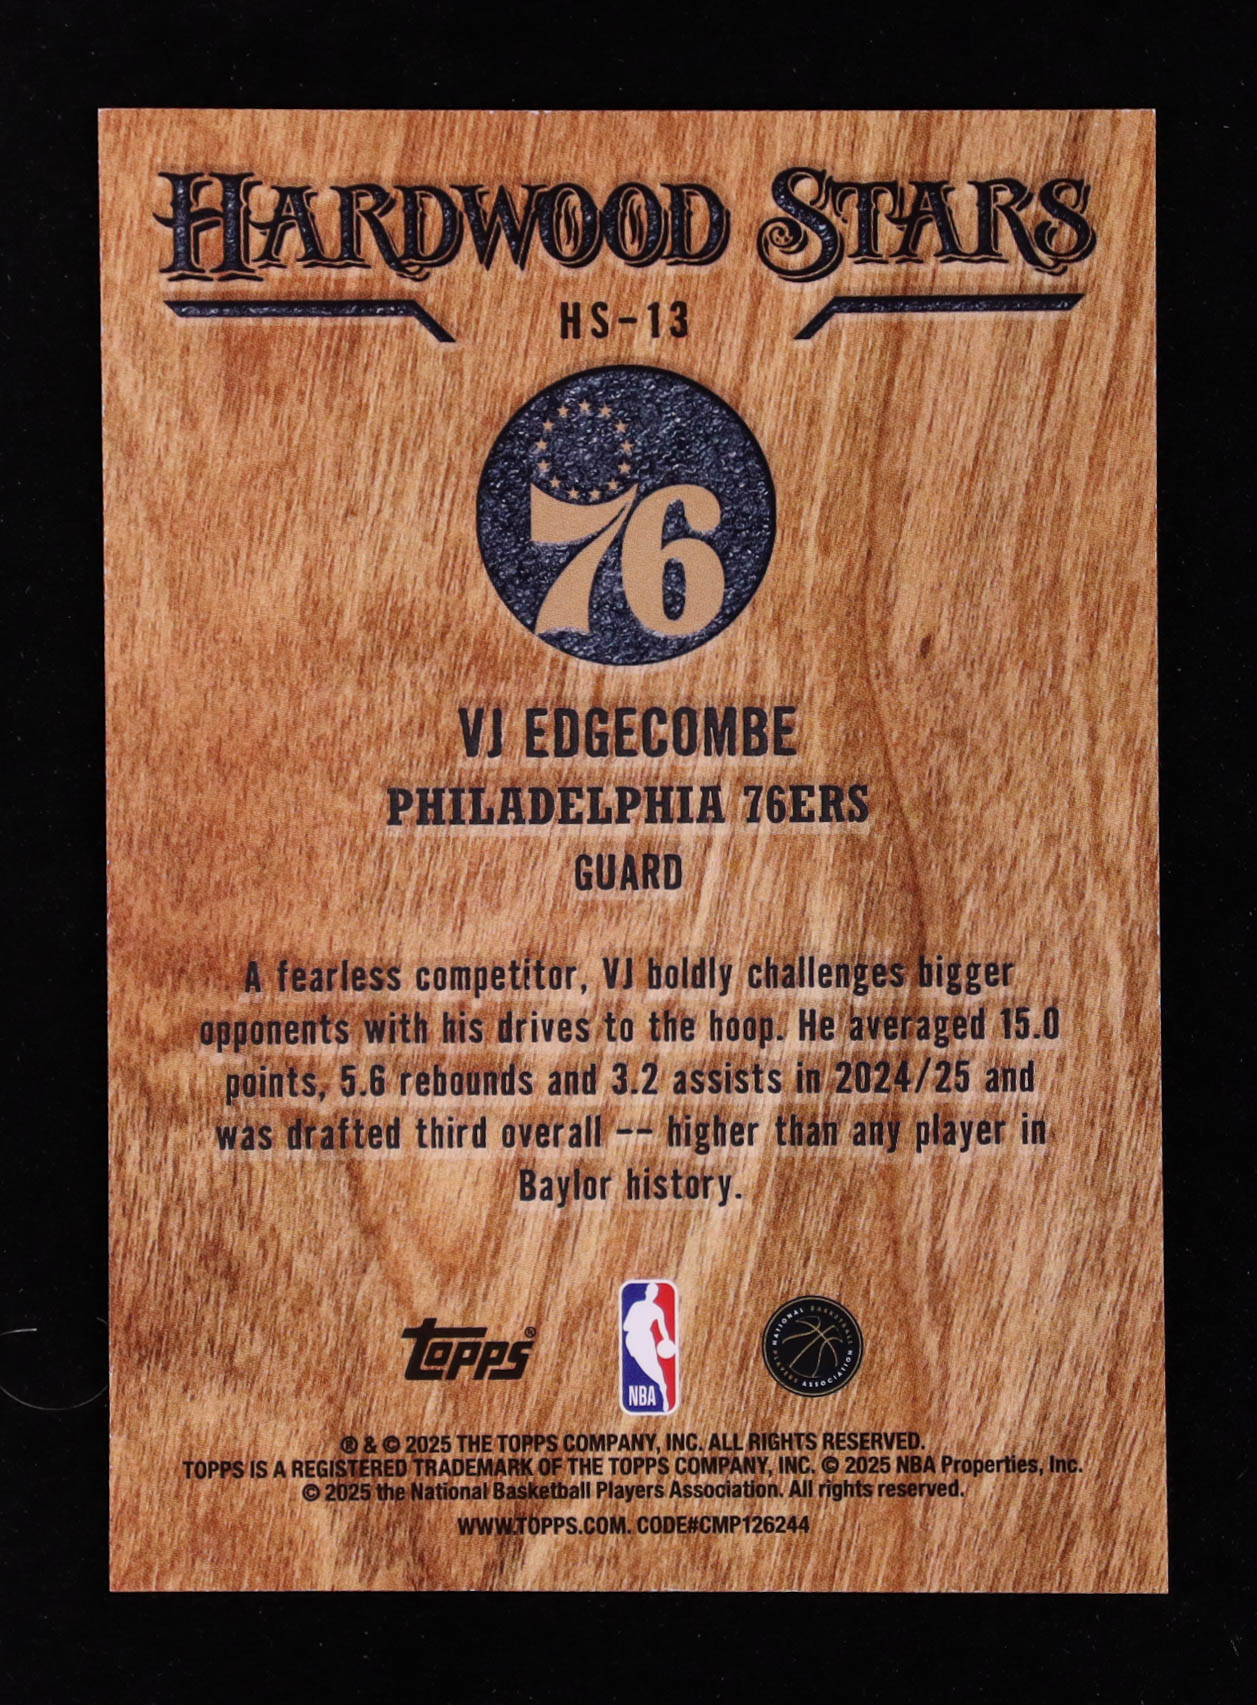 HARDWOOD STARS
HS-13
76
VJ EDGECOMBE
PHILADELPHIA 76ERS
GUARD
A fearless competitor, VJ boldly challenges bigger
opponents with his drives to the hoop. He averaged 15.0
points, 5.6 rebounds and 3.2 assists in 2024/25 and
was drafted third overall -- higher than any player in
Baylor history.
topps®
NBA
NATIONAL BASKETBALL PLAYERS ASSOCIATION
® & © 2025 THE TOPPS COMPANY, INC. ALL RIGHTS RESERVED.
TOPPS IS A REGISTERED TRADEMARK OF THE TOPPS COMPANY, INC. © 2025 NBA Properties, Inc.
© 2025 the National Basketball Players Association. All rights reserved.
WWW.TOPPS.COM. CODE#CMP126244